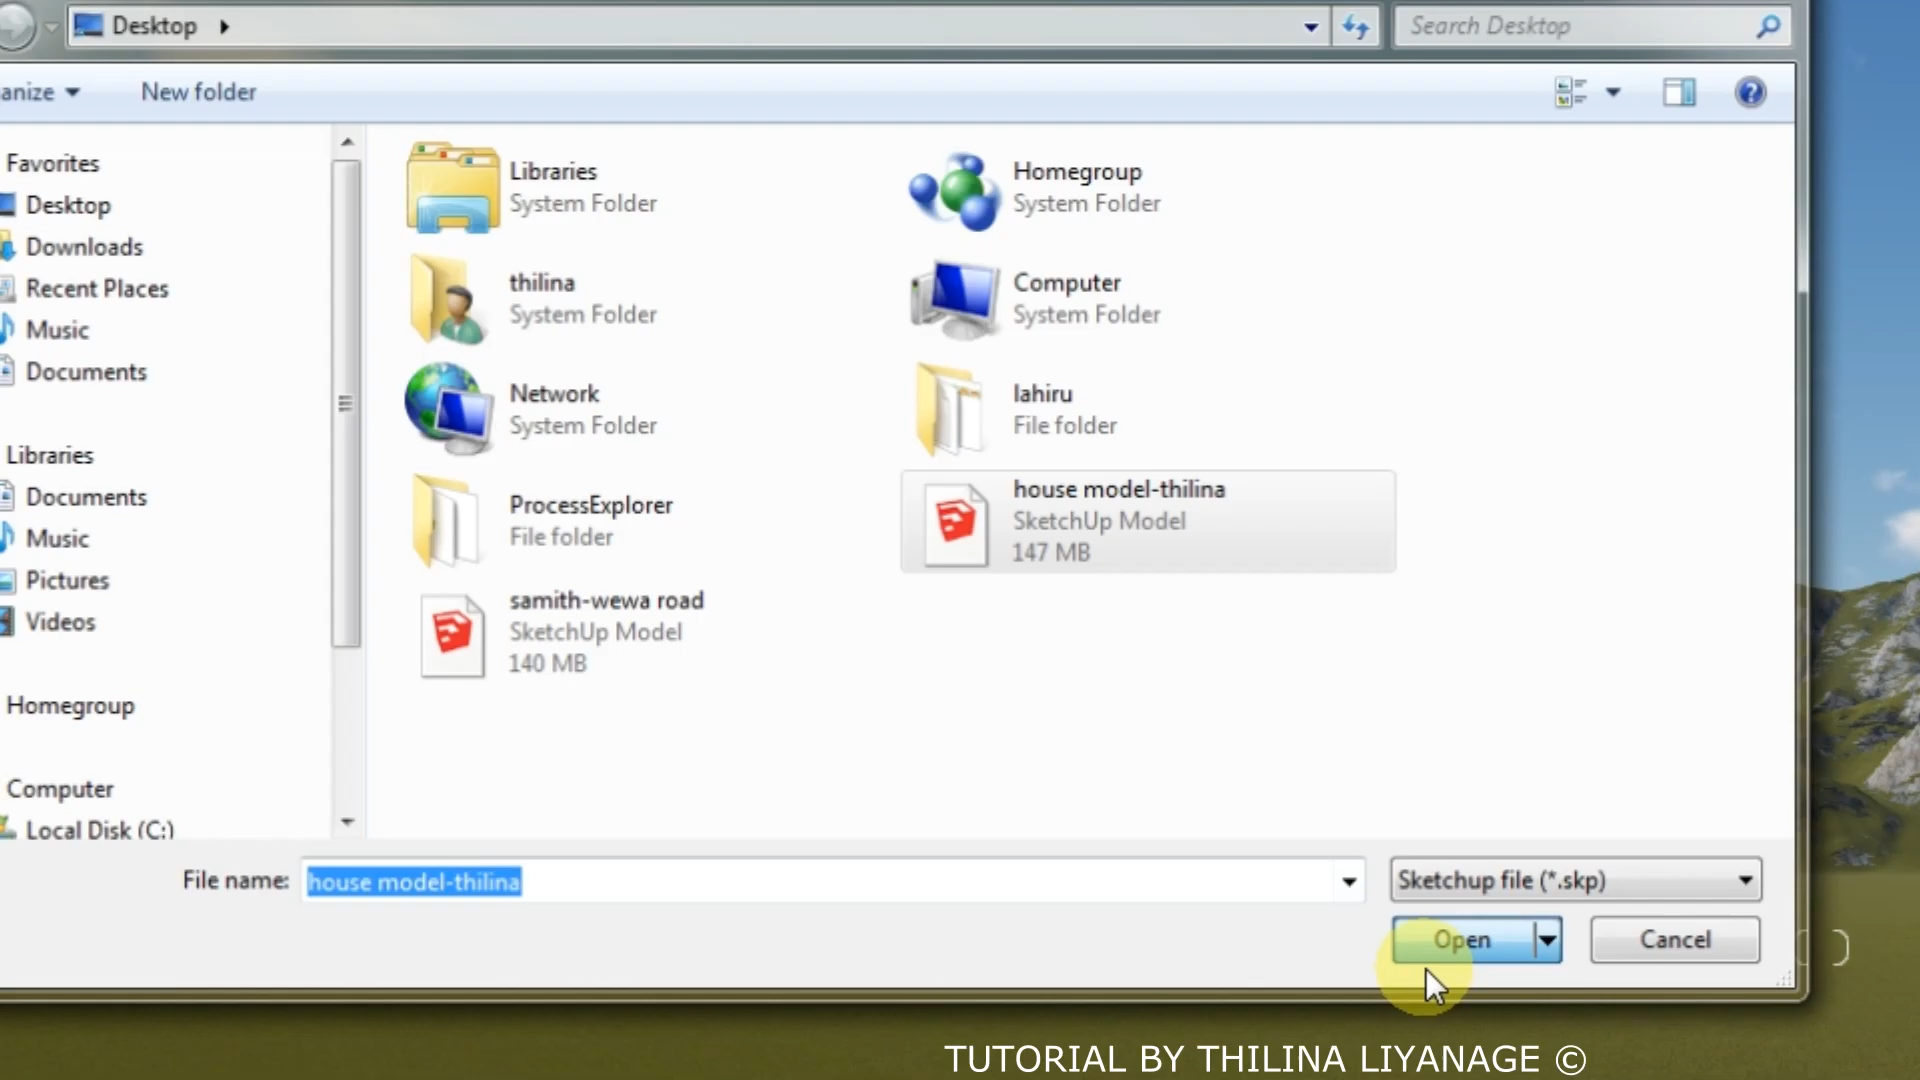 Desktop
Search Desktop
anize
New folder
Favorites
Desktop
Downloads
Recent Places
Music
Documents
Libraries
Documents
Music
Pictures
Videos
Homegroup
Computer
Local Disk (C:)
Libraries
System Folder
Homegroup
System Folder
thilina
System Folder
Computer
System Folder
Network
System Folder
lahiru
File folder
ProcessExplorer
File folder
house model-thilina
SketchUp Model
147 MB
samith-wewa road
SketchUp Model
140 MB
File name:
house model-thilina
Sketchup file (*.skp)
Open
Cancel
TUTORIAL BY THILINA LIYANAGE ©